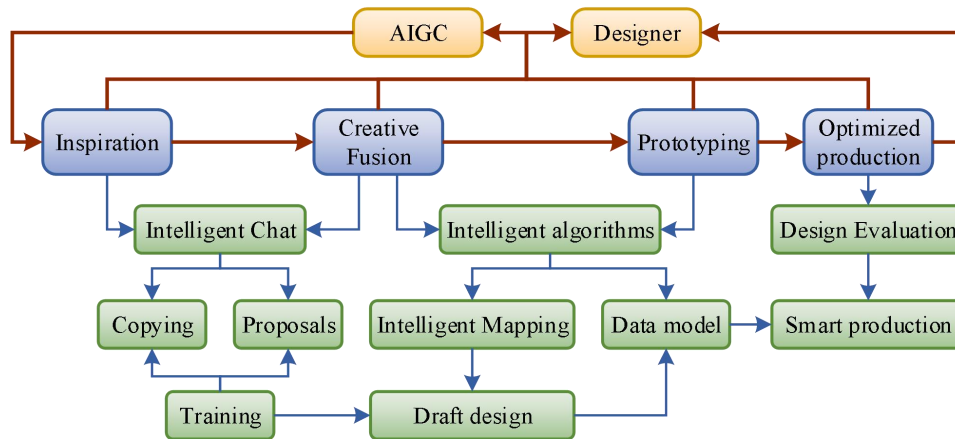 AIGC
Designer
Inspiration
Creative
Fusion
Prototyping
Optimized
production
Intelligent Chat
Intelligent algorithms
Design Evaluation
Copying
Proposals
Intelligent Mapping
Data model
Smart production
Training
Draft design